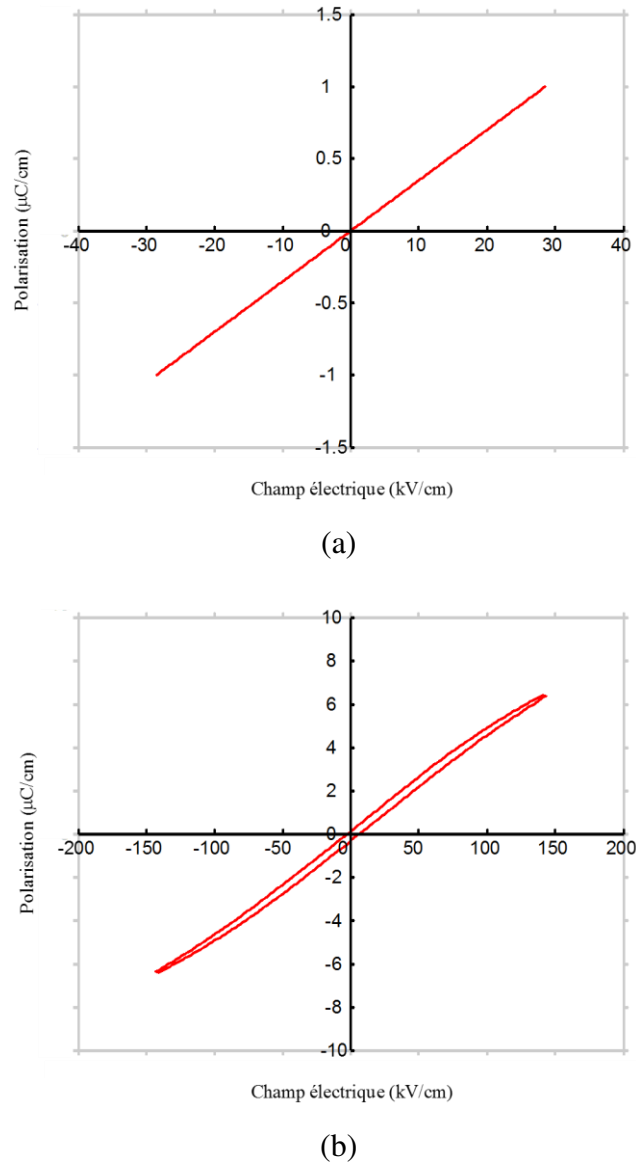 1.5
1
0.5
0
-40 -30 -20 -10 0 10 20 30 40
-0.5
-1
-1.5
Polarisation (µC/cm)
Champ électrique (kV/cm)
(a)
10
8
6
4
2
0
-200 -150 -100 -50 0 50 100 150 200
-2
-4
-6
-8
-10
Polarisation (µC/cm)
Champ électrique (kV/cm)
(b)